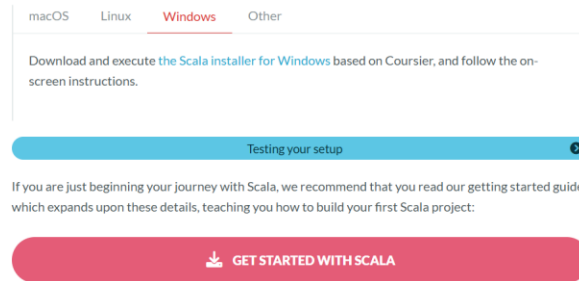 macOS Linux Windows Other
Download and execute the Scala installer for Windows based on Coursier, and follow the on-
screen instructions.
Testing your setup
If you are just beginning your journey with Scala, we recommend that you read our getting started guide
which expands upon these details, teaching you how to build your first Scala project:
GET STARTED WITH SCALA